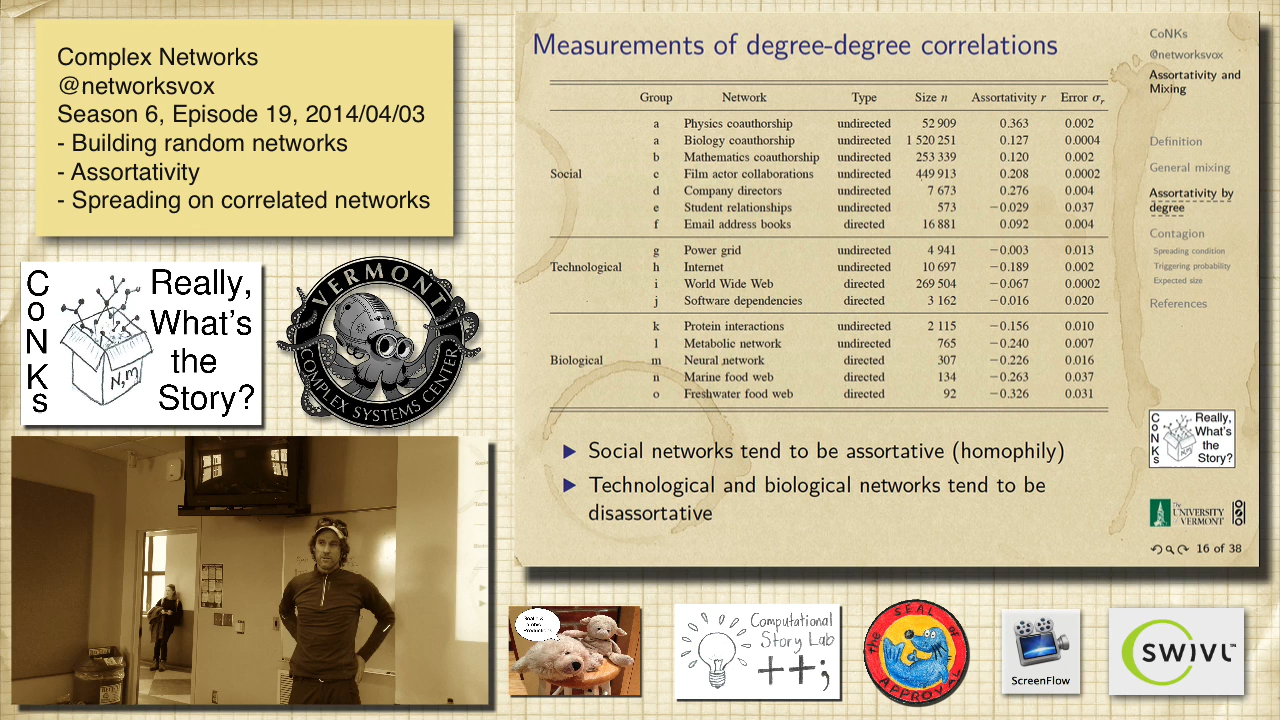 Complex Networks
@networksvox
Season 6, Episode 19, 2014/04/03
- Building random networks
- Assortativity
- Spreading on correlated networks
CoNKs
Really,
What's
the
Story?
N,m
VERMONT
COMPLEX SYSTEMS CENTER
Measurements of degree-degree correlations
Group Network Type Size n Assortativity r Error σr
a Physics coauthorship undirected 52 909 0.363 0.002
a Biology coauthorship undirected 1 520 251 0.127 0.0004
b Mathematics coauthorship undirected 253 339 0.120 0.002
Social c Film actor collaborations undirected 449 913 0.208 0.0002
d Company directors undirected 7 673 0.276 0.004
e Student relationships undirected 573 −0.029 0.037
f Email address books directed 16 881 0.092 0.004
g Power grid undirected 4 941 −0.003 0.013
Technological h Internet undirected 10 697 −0.189 0.002
i World Wide Web directed 269 504 −0.067 0.0002
j Software dependencies directed 3 162 −0.016 0.020
k Protein interactions undirected 2 115 −0.156 0.010
l Metabolic network undirected 765 −0.240 0.007
Biological m Neural network directed 307 −0.226 0.016
n Marine food web directed 134 −0.263 0.037
o Freshwater food web directed 92 −0.326 0.031
Social networks tend to be assortative (homophily)
Technological and biological networks tend to be
disassortative
CoNKs
@networksvox
Assortativity and
Mixing
Definition
General mixing
Assortativity by
degree
Contagion
Spreading condition
Triggering probability
Expected size
References
CoNKs
Really,
What's
the
Story?
The
UNIVERSITY
of VERMONT
16 of 38
Computational
Story Lab
++;
the SEAL OF
APPROVAL
ScreenFlow
SWIVL™